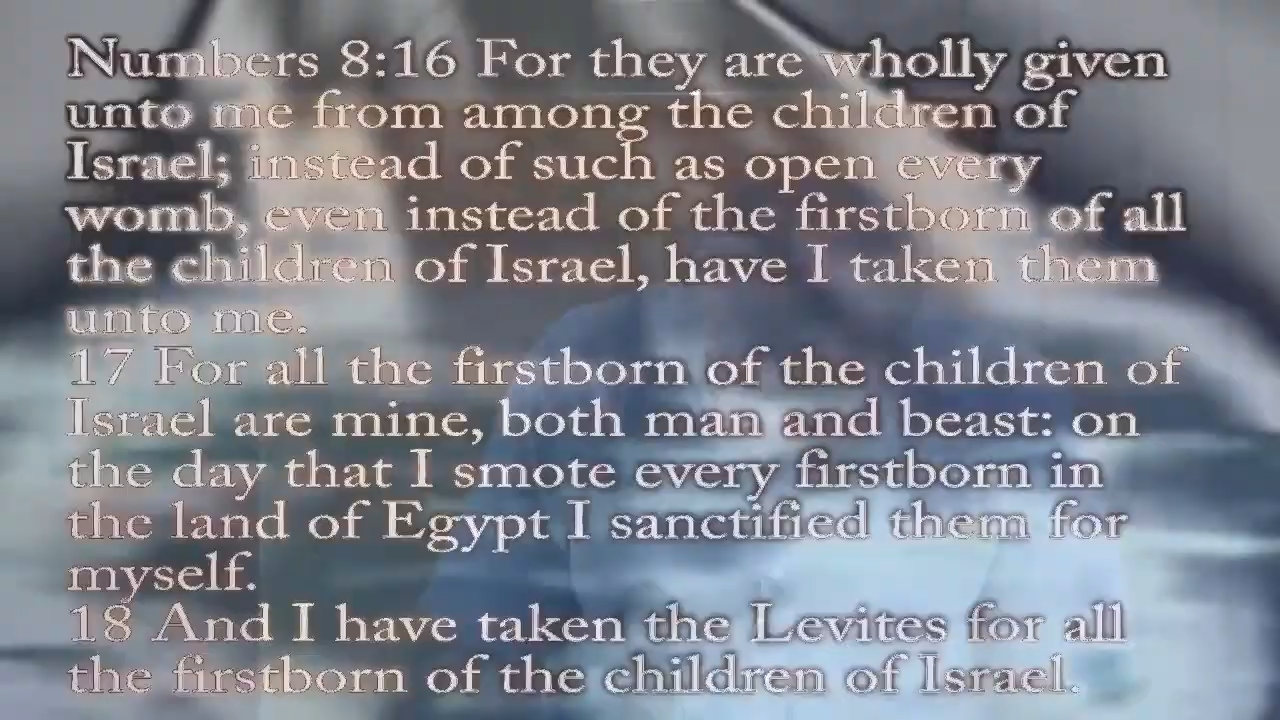 Numbers 8:16 For they are wholly given
unto me from among the children of
Israel; instead of such as open every
womb, even instead of the firstborn of all
the children of Israel, have I taken them
unto me.
17 For all the firstborn of the children of
Israel are mine, both man and beast: on
the day that I smote every firstborn in
the land of Egypt I sanctified them for
myself.
18 And I have taken the Levites for all
the firstborn of the children of Israel.